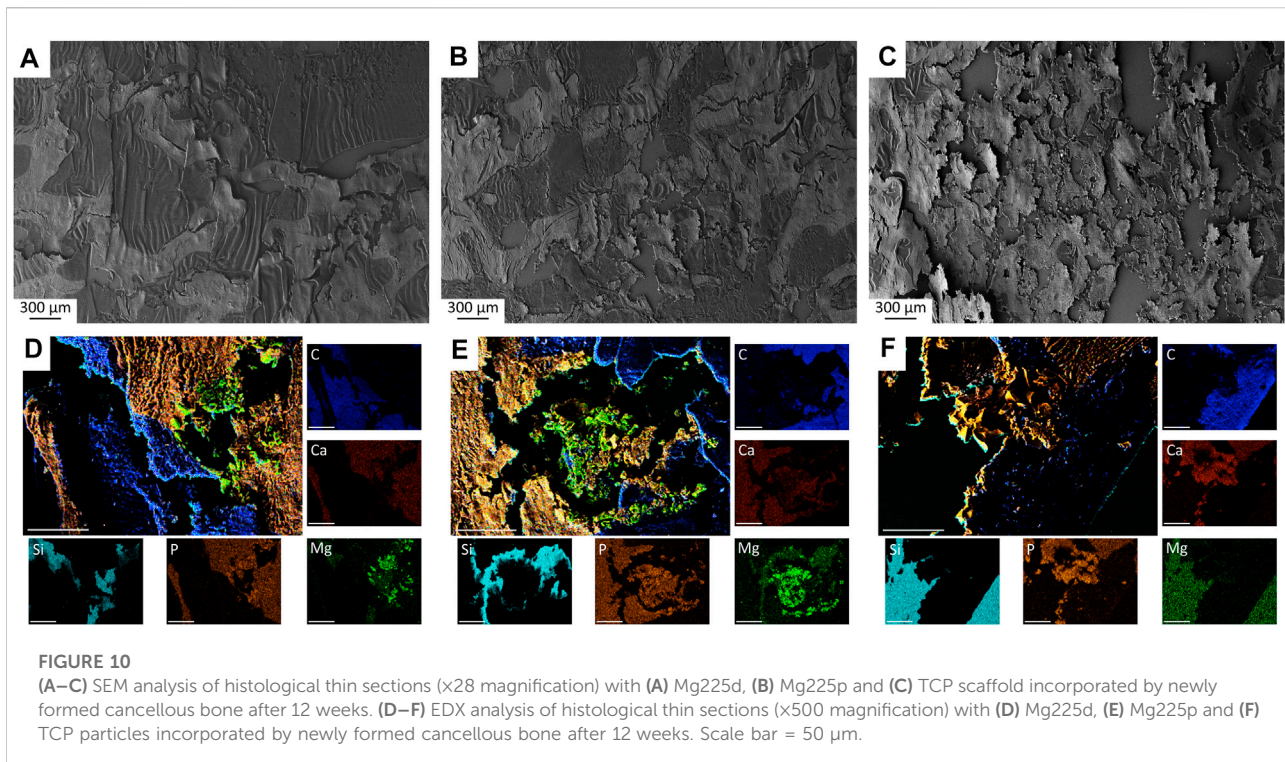 A
B
C
300 µm
300 µm
300 µm
D
C
E
C
F
C
Ca
Ca
Ca
Si
P
Mg
Si
P
Mg
Si
P
Mg
FIGURE 10
(A–C) SEM analysis of histological thin sections (×28 magnification) with (A) Mg225d, (B) Mg225p and (C) TCP scaffold incorporated by newly
formed cancellous bone after 12 weeks. (D–F) EDX analysis of histological thin sections (×500 magnification) with (D) Mg225d, (E) Mg225p and (F)
TCP particles incorporated by newly formed cancellous bone after 12 weeks. Scale bar = 50 µm.